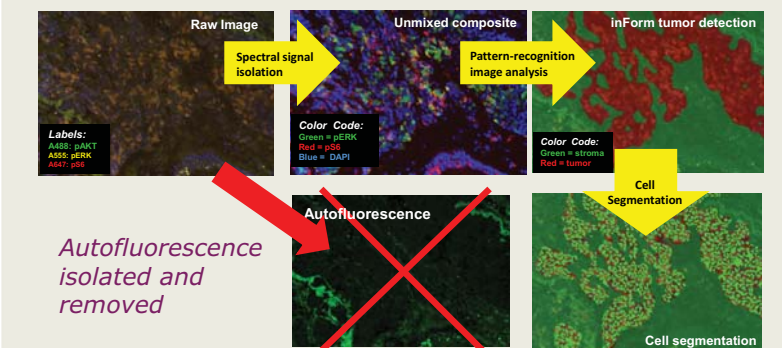 Raw Image
Labels:
A488: pAKT
A555: pERK
A647: pS6
Spectral signal
isolation
Unmixed composite
Color Code:
Green = pERK
Red = pS6
Blue = DAPI
Pattern-recognition
image analysis
inForm tumor detection
Color Code:
Green = stroma
Red = tumor
Cell
Segmentation
Autofluorescence
Autofluorescence
isolated and
removed
Cell segmentation